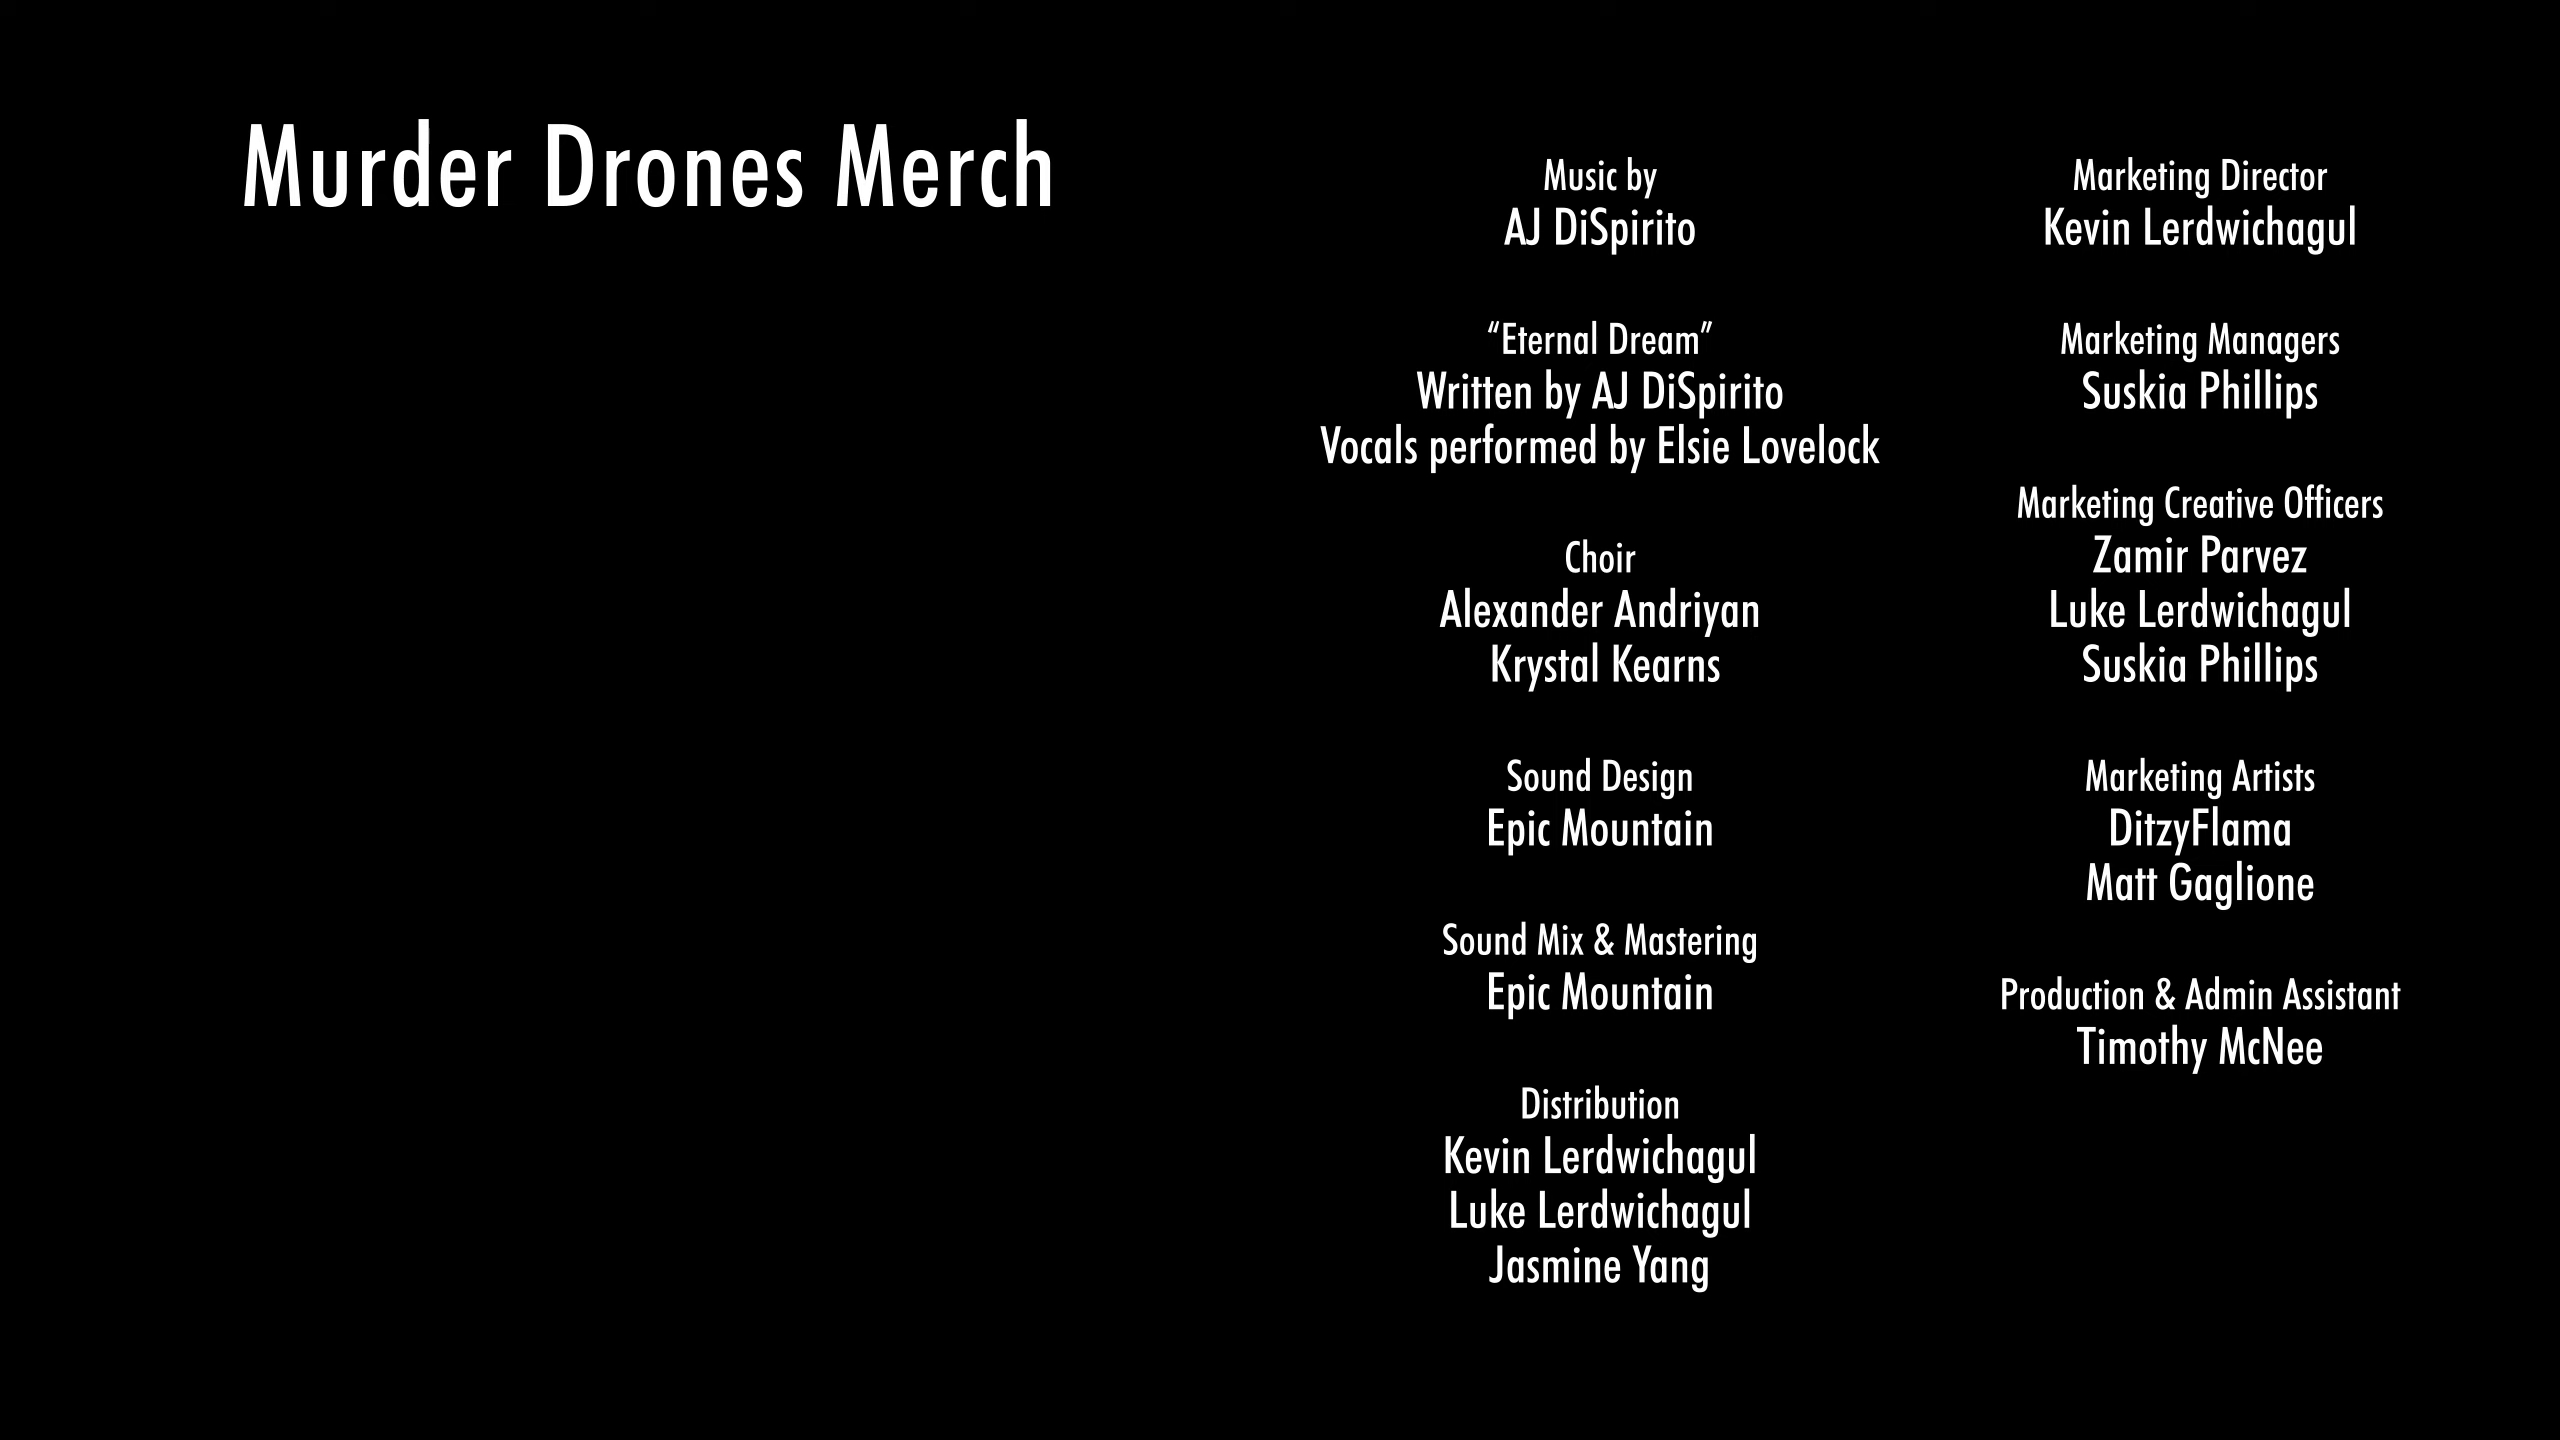 Murder Drones Merch
Music by
AJ DiSpirito
“Eternal Dream”
Written by AJ DiSpirito
Vocals performed by Elsie Lovelock
Choir
Alexander Andriyan
Krystal Kearns
Sound Design
Epic Mountain
Sound Mix & Mastering
Epic Mountain
Distribution
Kevin Lerdwichagul
Luke Lerdwichagul
Jasmine Yang
Marketing Director
Kevin Lerdwichagul
Marketing Managers
Suskia Phillips
Marketing Creative Officers
Zamir Parvez
Luke Lerdwichagul
Suskia Phillips
Marketing Artists
DitzyFlama
Matt Gaglione
Production & Admin Assistant
Timothy McNee